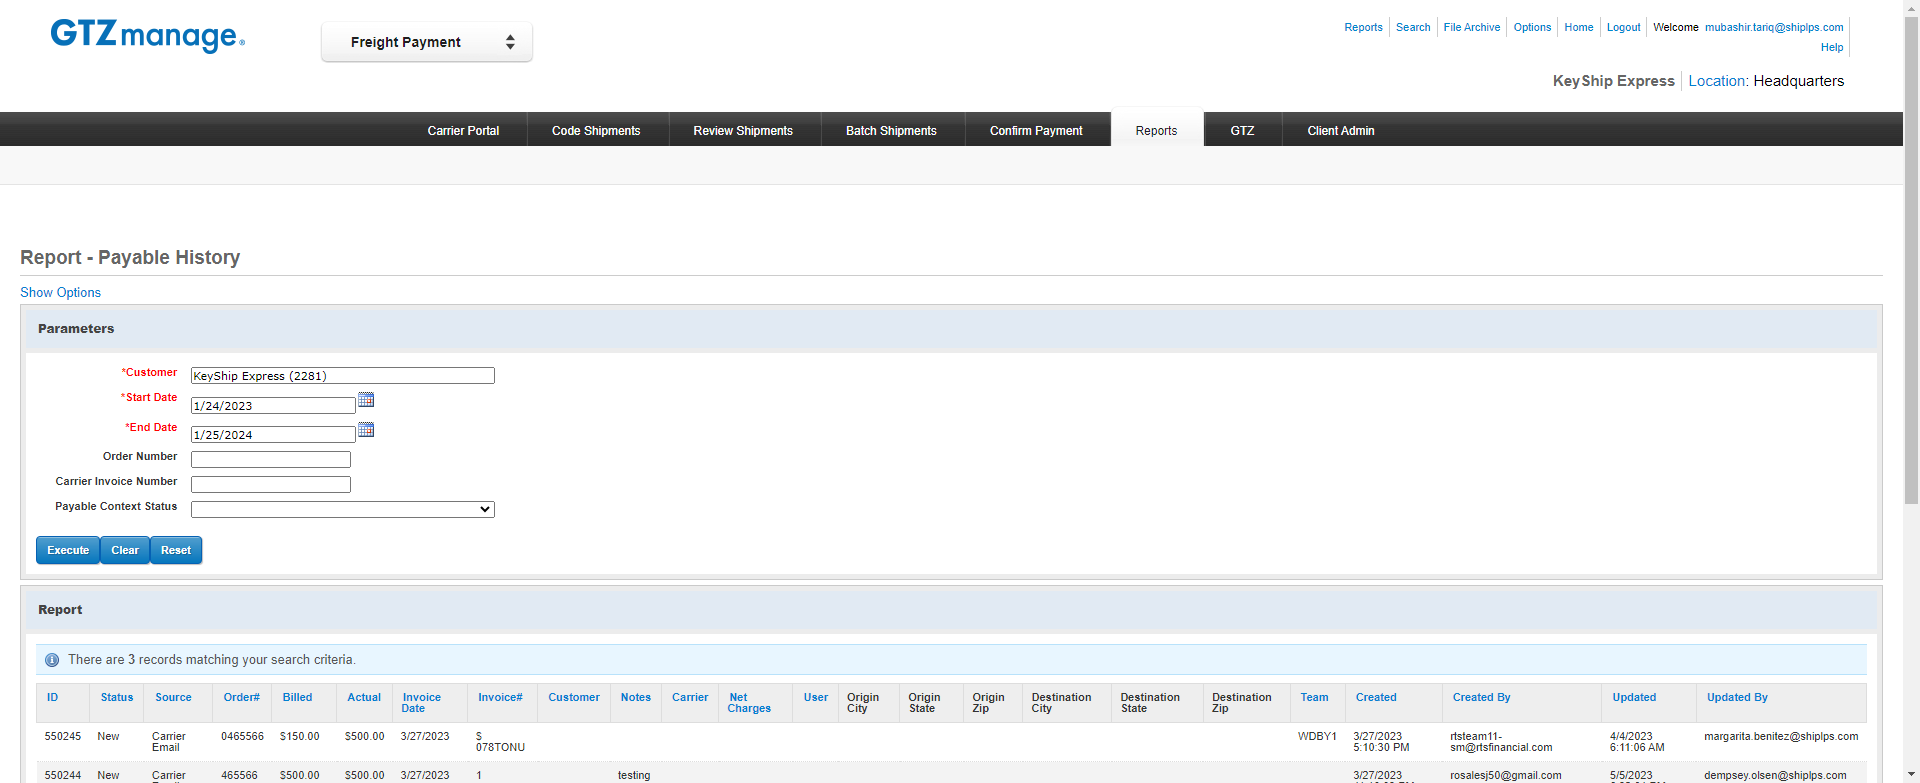 GTZmanage®
Freight Payment
Reports Search File Archive Options Home Logout Welcome mubashir.tariq@shiplps.com
Help
KeyShip Express Location: Headquarters
Carrier Portal Code Shipments Review Shipments Batch Shipments Confirm Payment Reports GTZ Client Admin
Report - Payable History
Show Options
Parameters
*Customer KeyShip Express (2281)
*Start Date 1/24/2023
*End Date 1/25/2024
Order Number
Carrier Invoice Number
Payable Context Status
Execute Clear Reset
Report
There are 3 records matching your search criteria.
ID Status Source Order# Billed Actual Invoice Date Invoice# Customer Notes Carrier Net Charges User Origin City Origin State Origin Zip Destination City Destination State Destination Zip Team Created Created By Updated Updated By
550245 New Carrier Email 0465566 $150.00 $500.00 3/27/2023 S 078TONU WDBY1 3/27/2023 5:10:30 PM rtsteam11-sm@rtsfinancial.com 4/4/2023 6:11:06 AM margarita.benitez@shiplps.com
550244 New Carrier 465566 $500.00 $500.00 3/27/2023 1 testing 3/27/2023 rosalesj50@gmail.com 5/5/2023 dempsey.olsen@shiplps.com